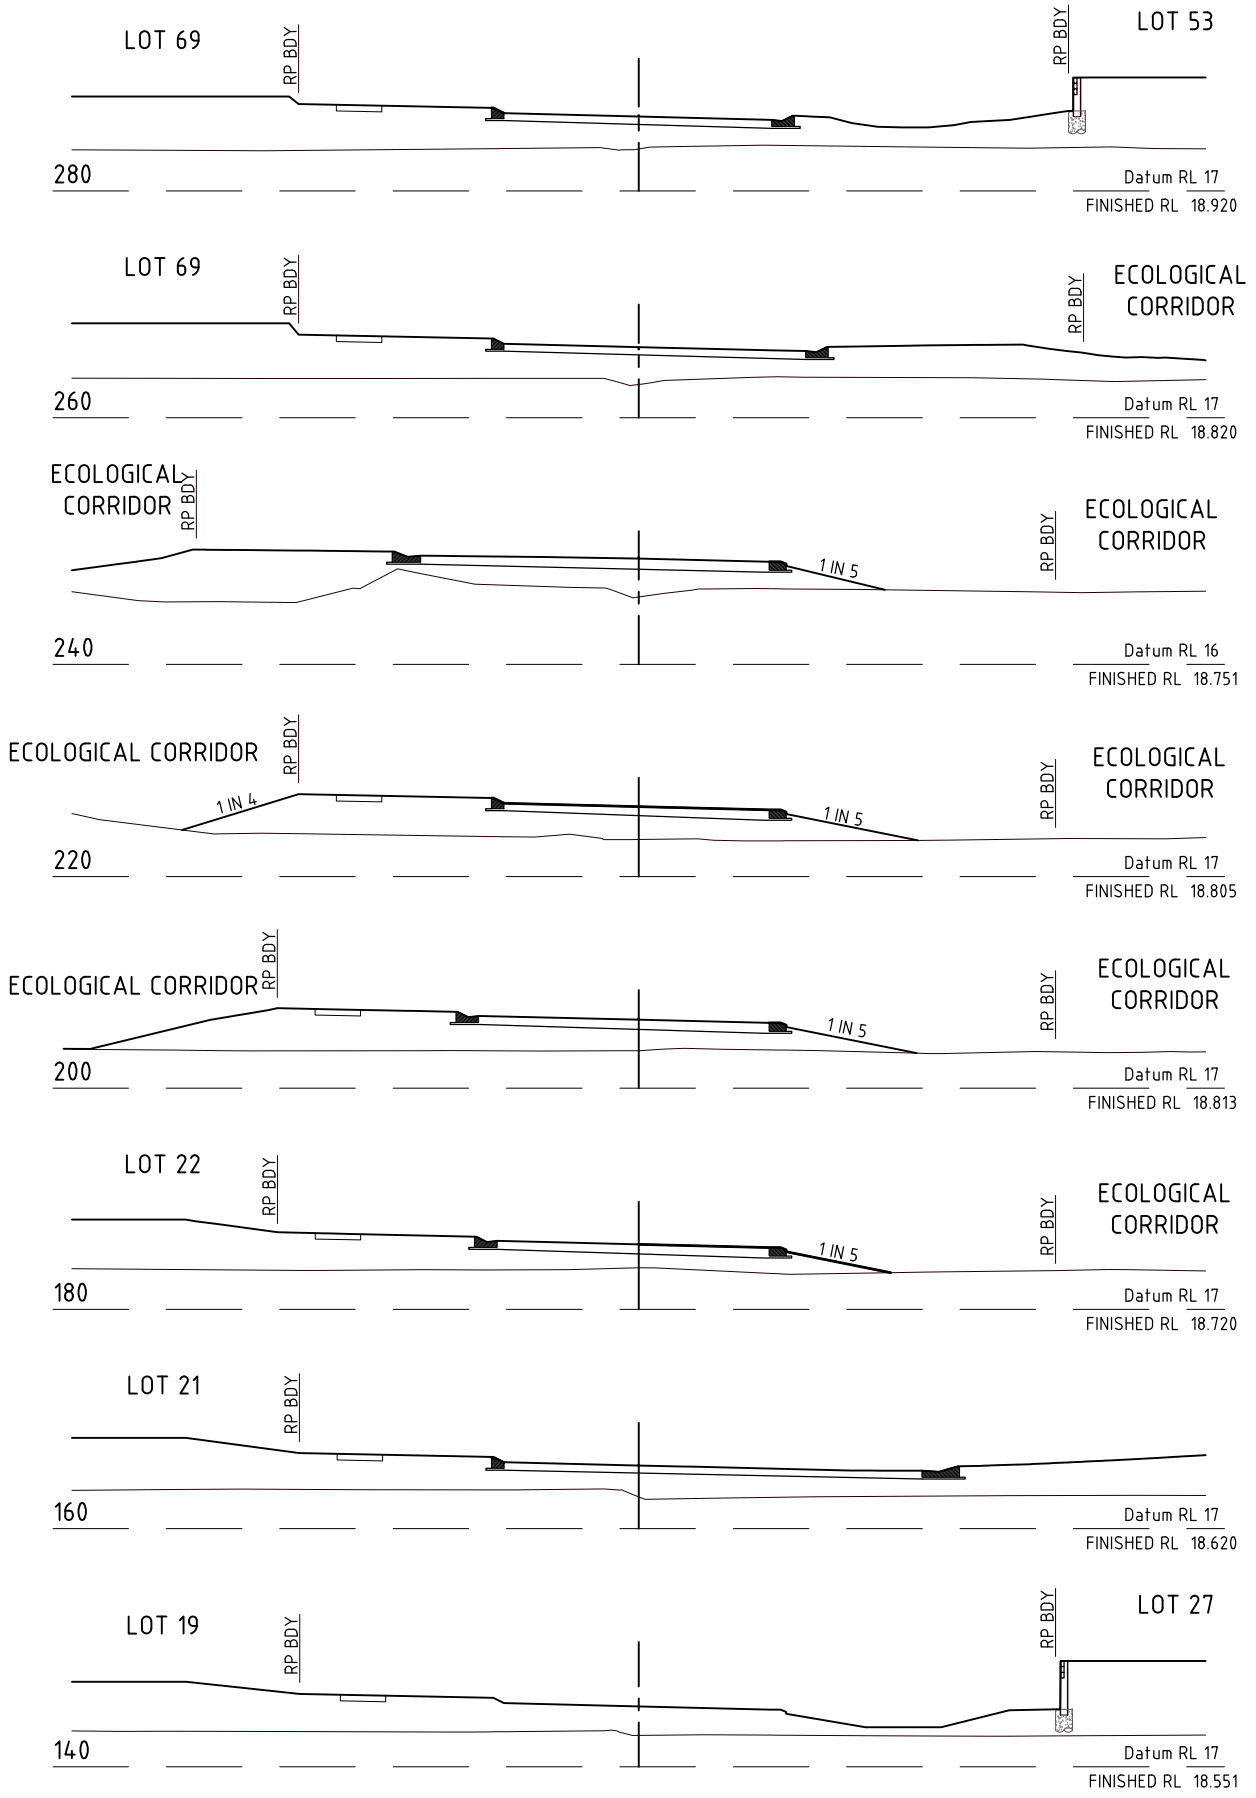 LOT 69
RP BDY
RP BDY
LOT 53
280
Datum RL 17
FINISHED RL 18.920
LOT 69
RP BDY
RP BDY
ECOLOGICAL
CORRIDOR
260
Datum RL 17
FINISHED RL 18.820
ECOLOGICAL
CORRIDOR
RP BDY
1 IN 5
RP BDY
ECOLOGICAL
CORRIDOR
240
Datum RL 16
FINISHED RL 18.751
ECOLOGICAL CORRIDOR
RP BDY
1 IN 4
1 IN 5
RP BDY
ECOLOGICAL
CORRIDOR
220
Datum RL 17
FINISHED RL 18.805
ECOLOGICAL CORRIDOR
RP BDY
1 IN 5
RP BDY
ECOLOGICAL
CORRIDOR
200
Datum RL 17
FINISHED RL 18.813
LOT 22
RP BDY
1 IN 5
RP BDY
ECOLOGICAL
CORRIDOR
180
Datum RL 17
FINISHED RL 18.720
LOT 21
RP BDY
160
Datum RL 17
FINISHED RL 18.620
LOT 19
RP BDY
RP BDY
LOT 27
140
Datum RL 17
FINISHED RL 18.551